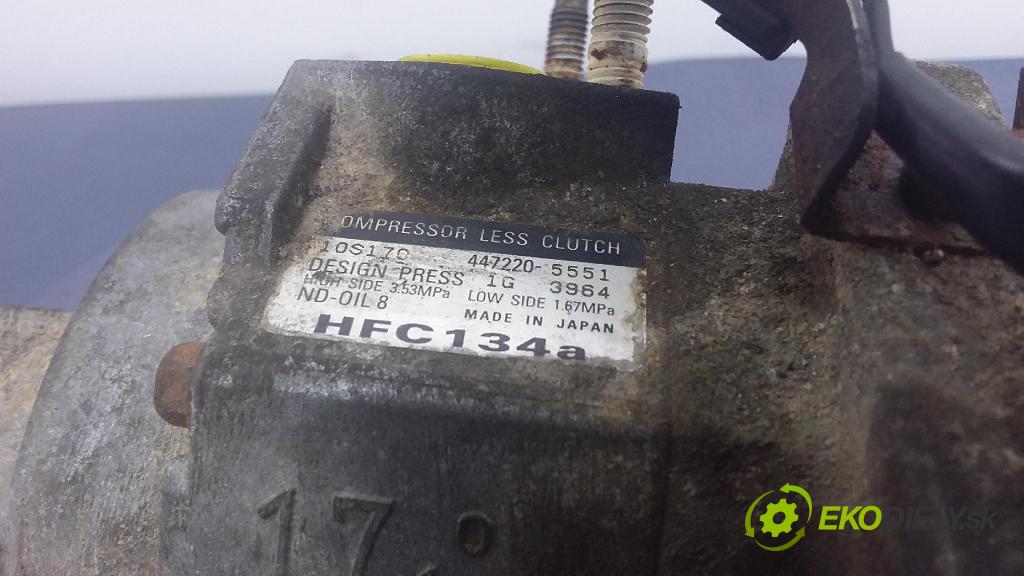 OMPRESSOR LESS CLUTCH
10S17C 447220-5551
DESIGN PRESS 1G 3964
HIGH SIDE 3.53MPa LOW SIDE 1.67MPa
ND-OIL 8 MADE IN JAPAN
HFC134a
17
EKODIELY.sk